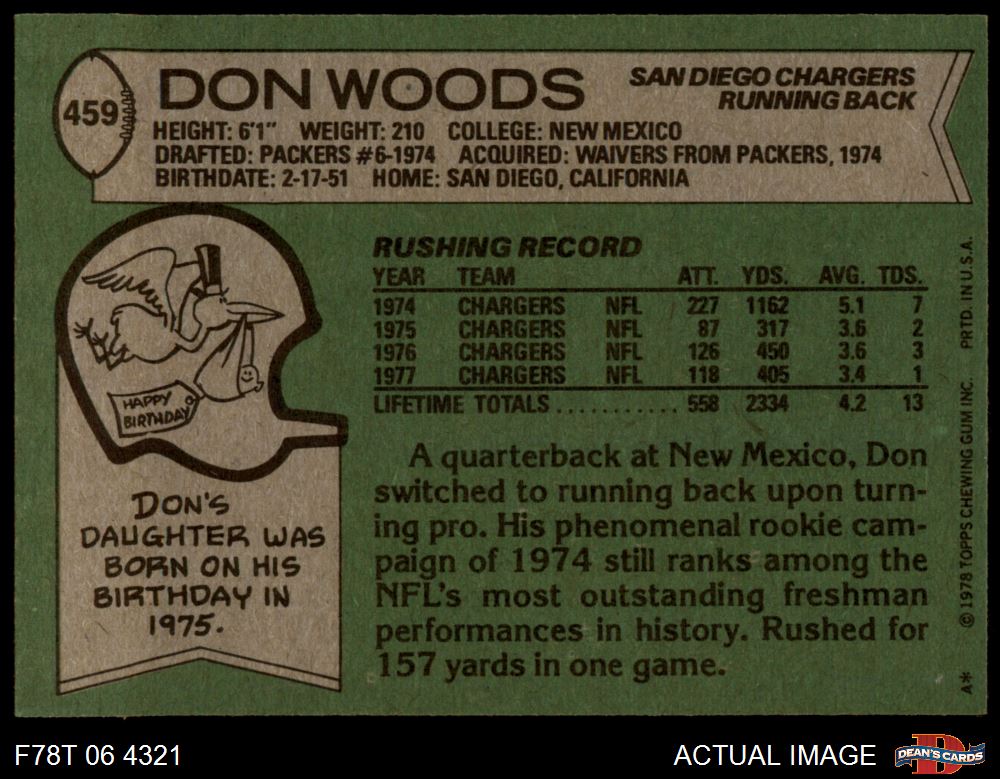 459
DON WOODS
SAN DIEGO CHARGERS
RUNNING BACK
HEIGHT: 6'1" WEIGHT: 210 COLLEGE: NEW MEXICO
DRAFTED: PACKERS #6-1974 ACQUIRED: WAIVERS FROM PACKERS, 1974
BIRTHDATE: 2-17-51 HOME: SAN DIEGO, CALIFORNIA
HAPPY
BIRTHDAY
DON'S
DAUGHTER WAS
BORN ON HIS
BIRTHDAY IN
1975.
RUSHING RECORD
YEAR TEAM ATT. YDS. AVG. TDS.
1974 CHARGERS NFL 227 1162 5.1 7
1975 CHARGERS NFL 87 317 3.6 2
1976 CHARGERS NFL 126 450 3.6 3
1977 CHARGERS NFL 118 405 3.4 1
LIFETIME TOTALS........... 558 2334 4.2 13
A quarterback at New Mexico, Don
switched to running back upon turn-
ing pro. His phenomenal rookie cam-
paign of 1974 still ranks among the
NFL's most outstanding freshman
performances in history. Rushed for
157 yards in one game.
A* © 1978 TOPPS CHEWING GUM INC. PRTD. IN U.S.A.
F78T 06 4321
ACTUAL IMAGE
DEAN'S CARDS